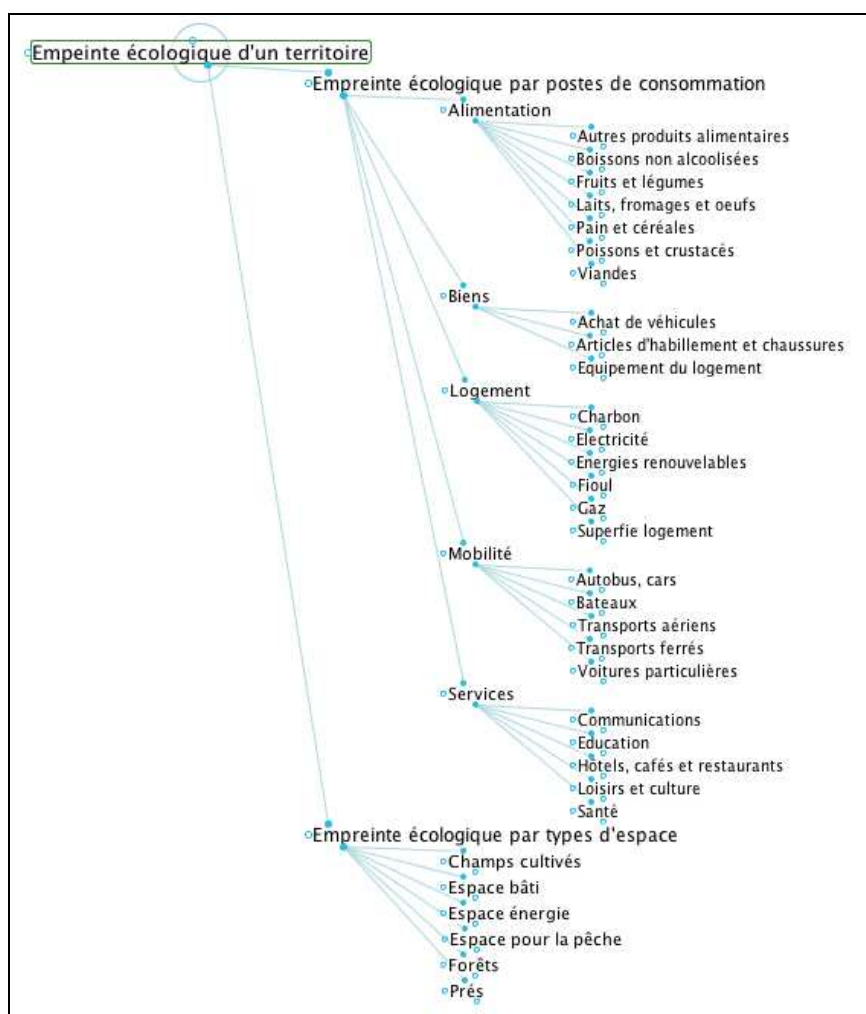 Empeinte écologique d'un territoire
Empreinte écologique par postes de consommation
Alimentation
Autres produits alimentaires
Boissons non alcoolisées
Fruits et légumes
Laits, fromages et oeufs
Pain et céréales
Poissons et crustacés
Viandes
Biens
Achat de véhicules
Articles d'habillement et chaussures
Equipement du logement
Logement
Charbon
Electricité
Energies renouvelables
Fioul
Gaz
Superfie logement
Mobilité
Autobus, cars
Bateaux
Transports aériens
Transports ferrés
Voitures particulières
Services
Communications
Education
Hôtels, cafés et restaurants
Loisirs et culture
Santé
Empreinte écologique par types d'espace
Champs cultivés
Espace bâti
Espace énergie
Espace pour la pêche
Forêts
Prés